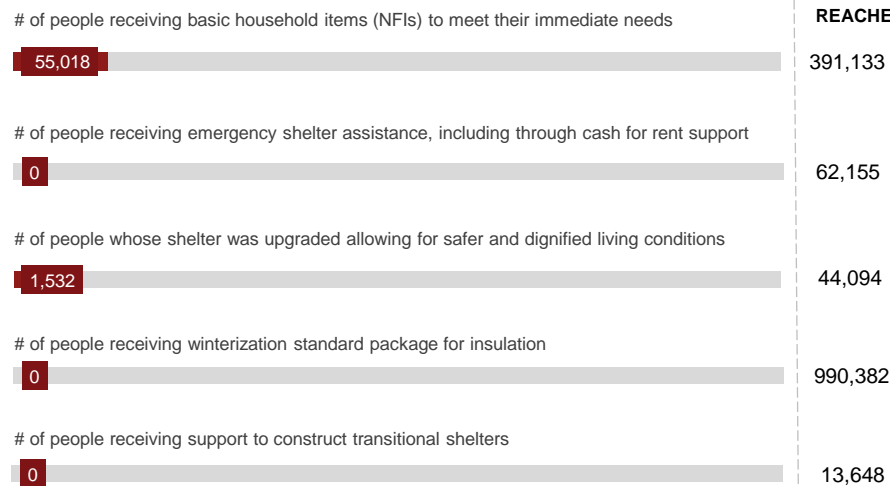 # of people receiving basic household items (NFIs) to meet their immediate needs
REACHE
55,018
391,133
# of people receiving emergency shelter assistance, including through cash for rent support
0
62,155
# of people whose shelter was upgraded allowing for safer and dignified living conditions
1,532
44,094
# of people receiving winterization standard package for insulation
0
990,382
# of people receiving support to construct transitional shelters
0
13,648